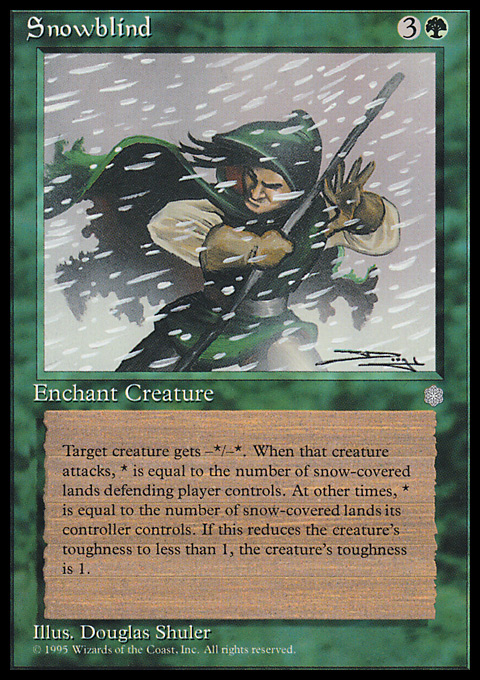 Snowblind 3
Enchant Creature
Target creature gets –*/–*. When that creature
attacks, * is equal to the number of snow-covered
lands defending player controls. At other times, *
is equal to the number of snow-covered lands its
controller controls. If this reduces the creature's
toughness to less than 1, the creature's toughness
is 1.
Illus. Douglas Shuler
© 1995 Wizards of the Coast, Inc. All rights reserved.